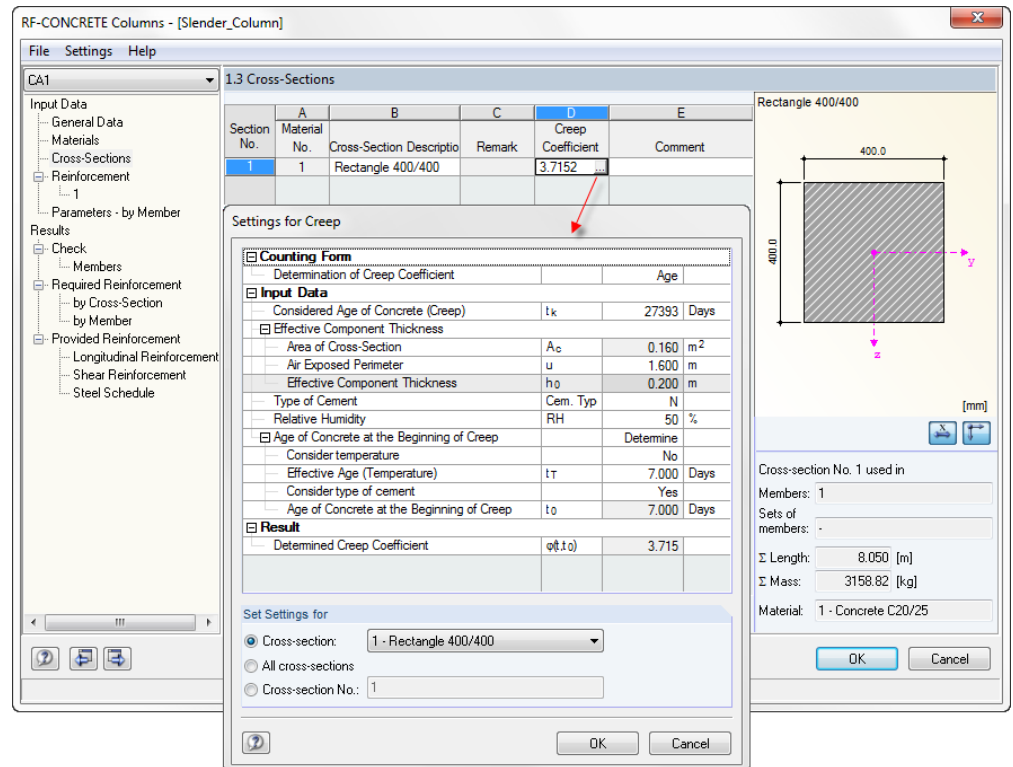 RF-CONCRETE Columns - [Slender_Column]
File Settings Help
CA1
1.3 Cross-Sections
Input Data
General Data
Materials
Cross-Sections
Reinforcement
1
Parameters - by Member
Results
Check
Members
Required Reinforcement
by Cross-Section
by Member
Provided Reinforcement
Longitudinal Reinforcement
Shear Reinforcement
Steel Schedule
A B C D E
Section Material Creep
No. No. Cross-Section Descriptio Remark Coefficient Comment
1 1 Rectangle 400/400 3.7152 ...
Rectangle 400/400
400.0
400.0
y
z
[mm]
x
Cross-section No. 1 used in
Members: 1
Sets of
members: -
Σ Length: 8.050 [m]
Σ Mass: 3158.82 [kg]
Material: 1 - Concrete C20/25
OK Cancel
Settings for Creep
Counting Form
Determination of Creep Coefficient Age
Input Data
Considered Age of Concrete (Creep) tk 27393 Days
Effective Component Thickness
Area of Cross-Section Ac 0.160 m2
Air Exposed Perimeter u 1.600 m
Effective Component Thickness h0 0.200 m
Type of Cement Cem. Typ N
Relative Humidity RH 50 %
Age of Concrete at the Beginning of Creep Determine
Consider temperature No
Effective Age (Temperature) tT 7.000 Days
Consider type of cement Yes
Age of Concrete at the Beginning of Creep t0 7.000 Days
Result
Determined Creep Coefficient φ(t,t0) 3.715
Set Settings for
Cross-section: 1 - Rectangle 400/400
All cross-sections
Cross-section No.: 1
OK Cancel